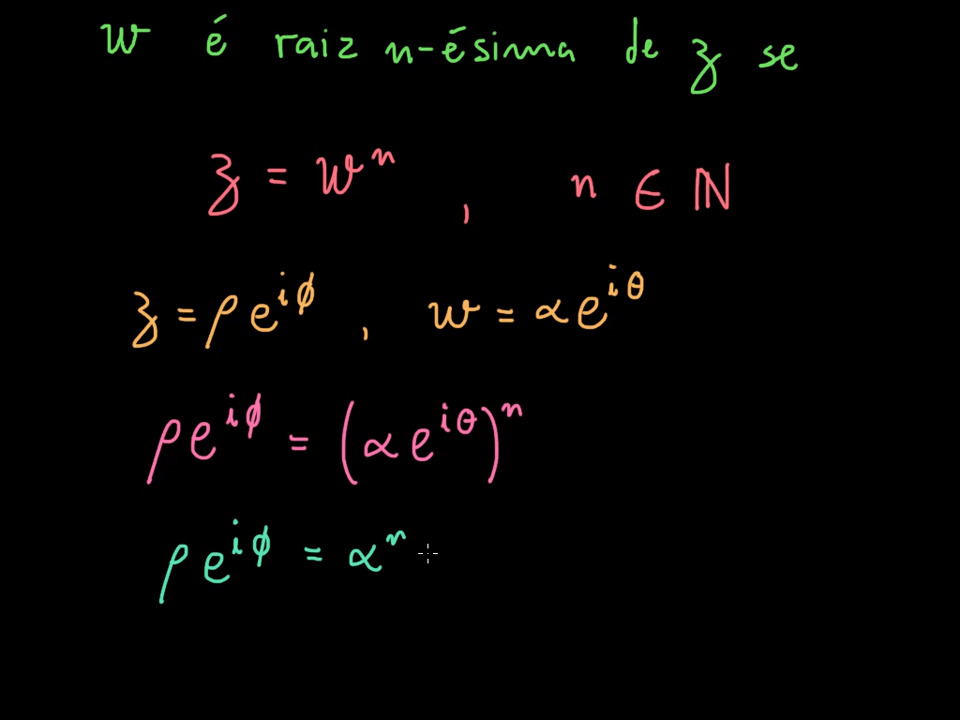 w é raiz n-ésima de z se
z = wⁿ , n ∈ ℕ
z = ρe^{iϕ} , w = αe^{iθ}
ρe^{iϕ} = (αe^{iθ})ⁿ
ρe^{iϕ} = αⁿ